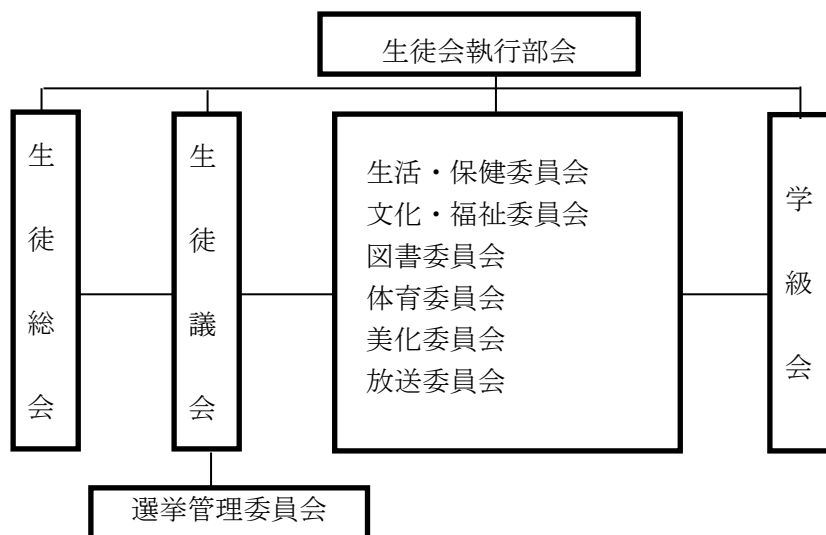 生徒会執行部会
生徒総会
生徒議会
生活・保健委員会
文化・福祉委員会
図書委員会
体育委員会
美化委員会
放送委員会
学級会
選挙管理委員会